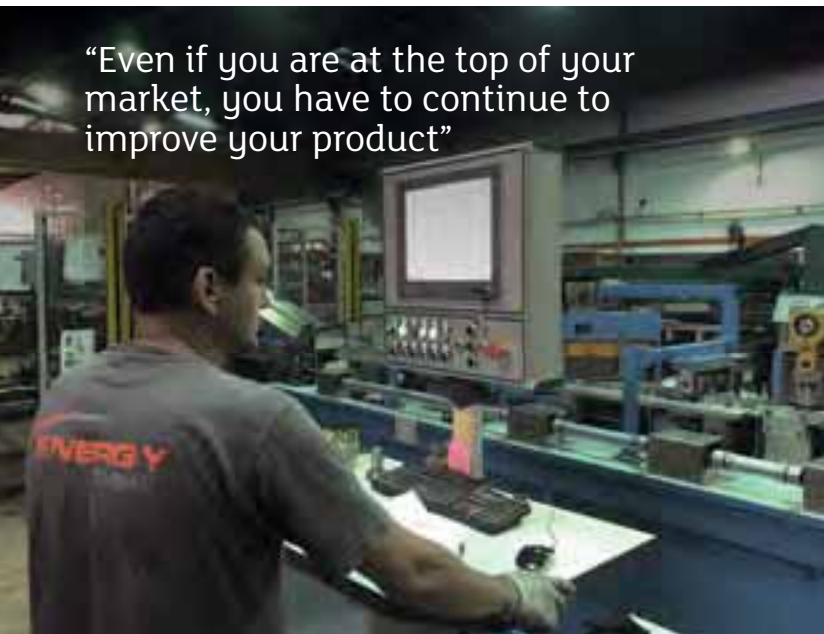 “Even if you are at the top of your
market, you have to continue to
improve your product”
ENERGY